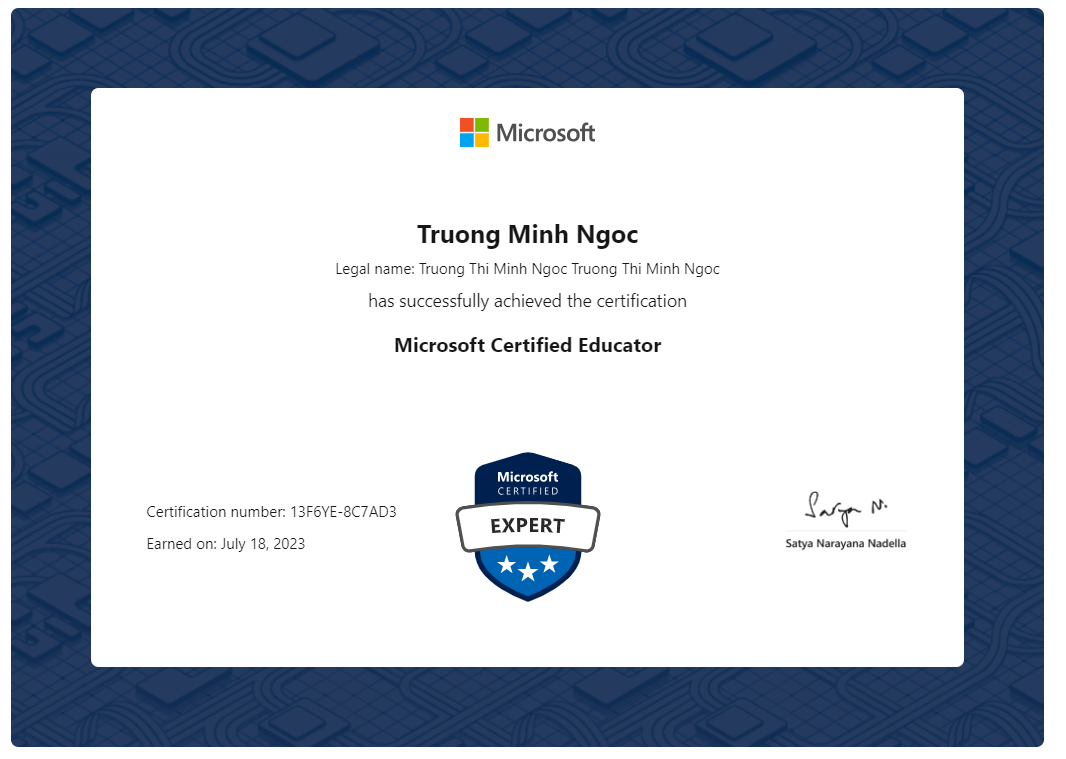 Microsoft
Truong Minh Ngoc
Legal name: Truong Thi Minh Ngoc Truong Thi Minh Ngoc
has successfully achieved the certification
Microsoft Certified Educator
Certification number: 13F6YE-8C7AD3
Earned on: July 18, 2023
Microsoft
CERTIFIED
EXPERT
Satya N.
Satya Narayana Nadella